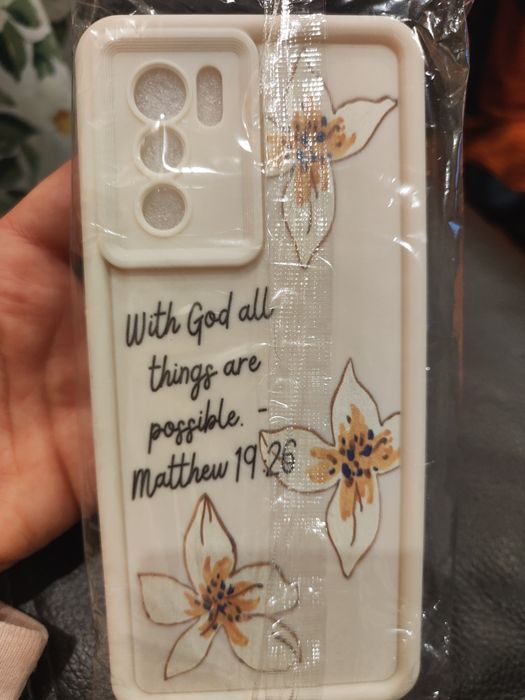 With God all
things are
possible. -
Matthew 19:26